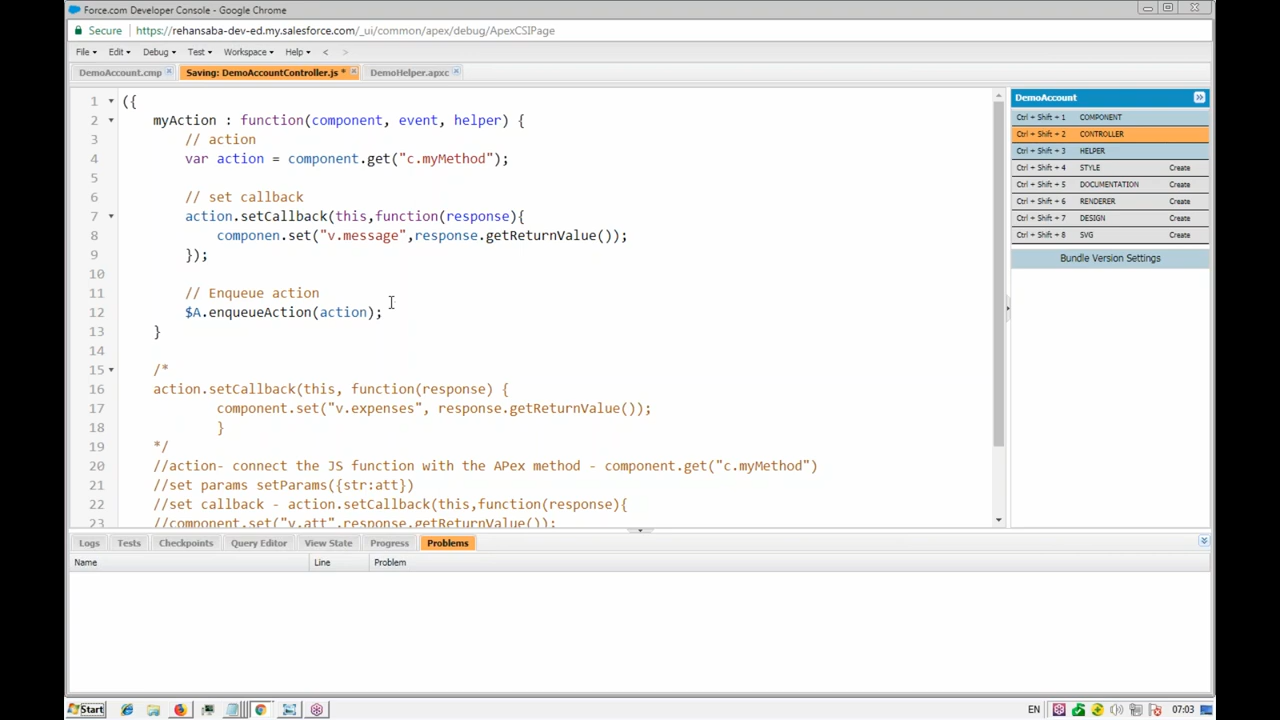 Force.com Developer Console - Google Chrome
Secure https://rehansaba-dev-ed.my.salesforce.com/_ui/common/apex/debug/ApexCSIPage
File Edit Debug Test Workspace Help < >
DemoAccount.cmp Saving: DemoAccountController.js * DemoHelper.apxc
1 ({
2 myAction : function(component, event, helper) {
3 // action
4 var action = component.get("c.myMethod");
5
6 // set callback
7 action.setCallback(this,function(response){
8 componen.set("v.message",response.getReturnValue());
9 });
10
11 // Enqueue action
12 $A.enqueueAction(action);
13 }
14
15 /*
16 action.setCallback(this, function(response) {
17 component.set("v.expenses", response.getReturnValue());
18 }
19 */
20 //action- connect the JS function with the APex method - component.get("c.myMethod")
21 //set params setParams({str:att})
22 //set callback - action.setCallback(this,function(response){
23 //component.set("v.att",response.getReturnValue());
DemoAccount
Ctrl + Shift + 1 COMPONENT
Ctrl + Shift + 2 CONTROLLER
Ctrl + Shift + 3 HELPER
Ctrl + Shift + 4 STYLE Create
Ctrl + Shift + 5 DOCUMENTATION Create
Ctrl + Shift + 6 RENDERER Create
Ctrl + Shift + 7 DESIGN Create
Ctrl + Shift + 8 SVG Create
Bundle Version Settings
Logs Tests Checkpoints Query Editor View State Progress Problems
Name Line Problem
Start EN 07:03